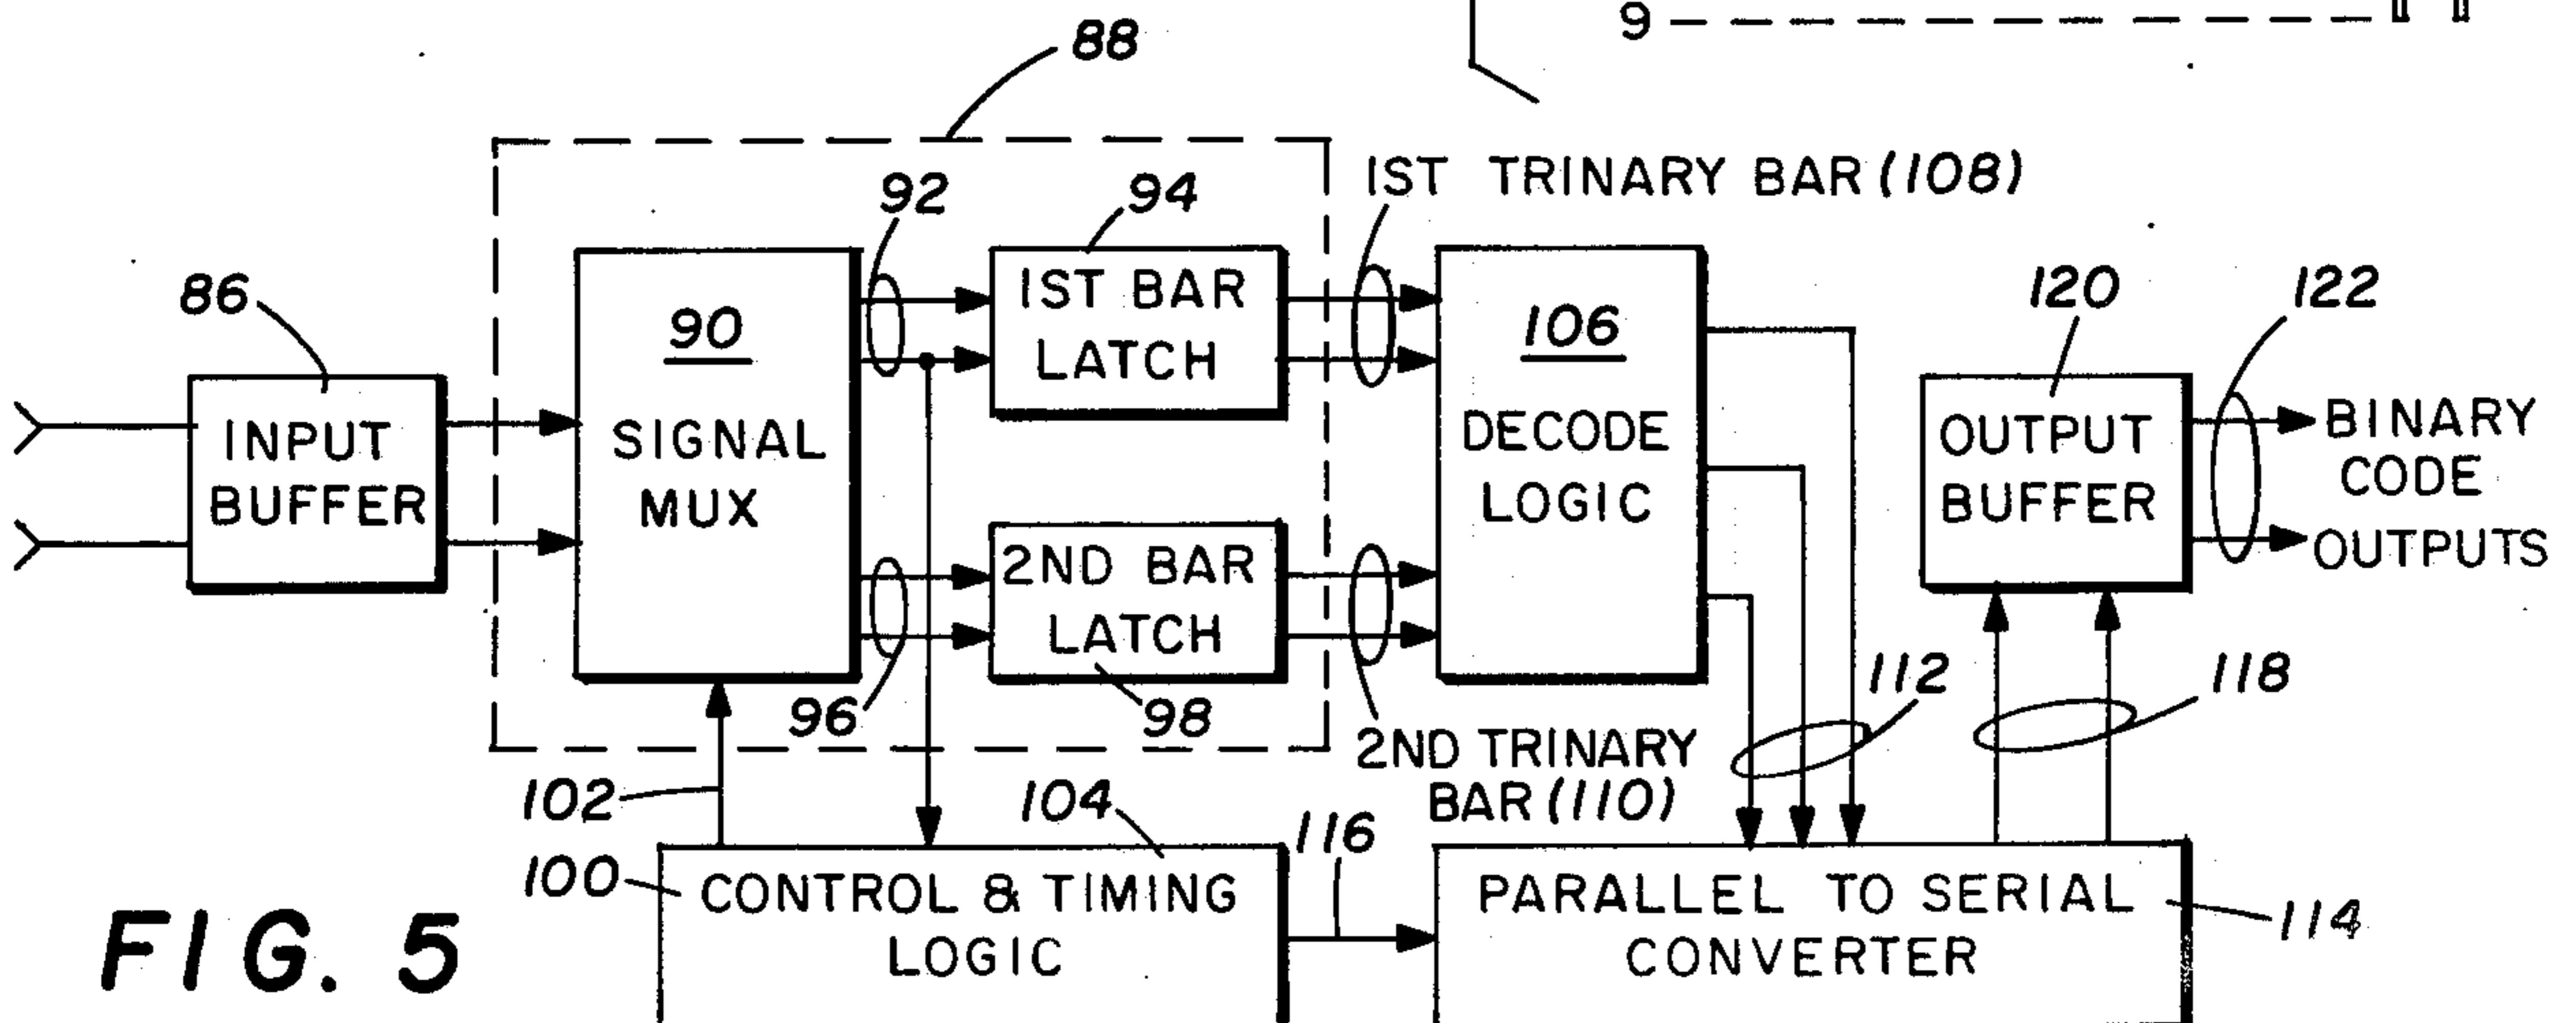 9
88
1ST TRINARY BAR (108)
92
94
86
90
SIGNAL
MUX
1ST BAR
LATCH
106
DECODE
LOGIC
120
122
INPUT
BUFFER
OUTPUT
BUFFER
BINARY
CODE
OUTPUTS
2ND BAR
LATCH
96
98
112
118
2ND TRINARY
BAR (110)
102
104
116
100
CONTROL & TIMING
LOGIC
PARALLEL TO SERIAL
CONVERTER
114
FIG. 5